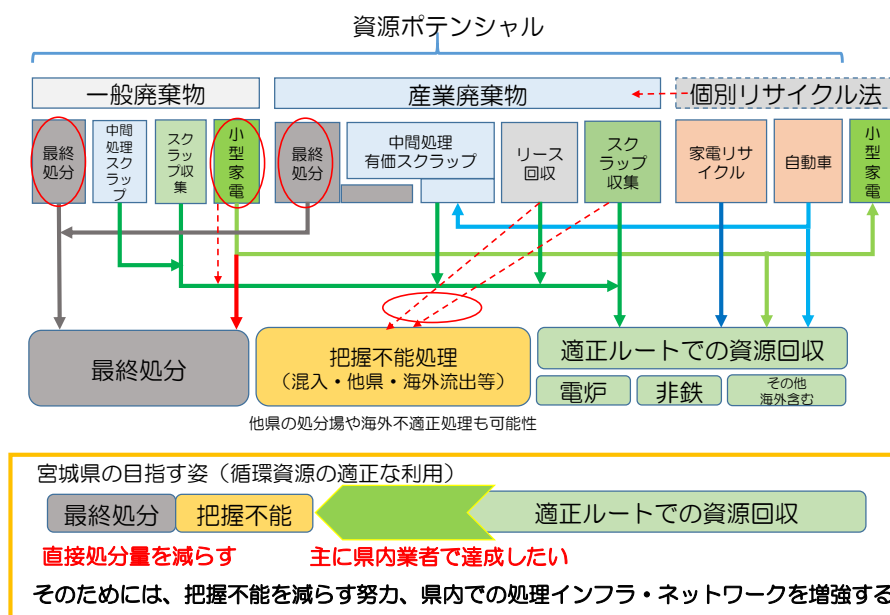 資源ポテンシャル
一般廃棄物
産業廃棄物
個別リサイクル法
最終
処分
中間
処理
スク
ラッ
プ
スク
ラッ
プ収
集
小
型
家
電
最終
処分
中間処理
有価スクラップ
リース
回収
スク
ラップ
収集
家電リサ
イクル
自動車
小
型
家
電
最終処分
把握不能処理
（混入・他県・海外流出等）
適正ルートでの資源回収
電炉
非鉄
その他
海外含む
他県の処分場や海外不適正処理も可能性
宮城県の目指す姿（循環資源の適正な利用）
最終処分
把握不能
適正ルートでの資源回収
直接処分量を減らす
主に県内業者で達成したい
そのためには、把握不能を減らす努力、県内での処理インフラ・ネットワークを増強する